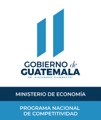 GOBIERNO de
GUATEMALA
MINISTERIO DE ECONOMÍA
PROGRAMA NACIONAL
DE COMPETITIVIDAD